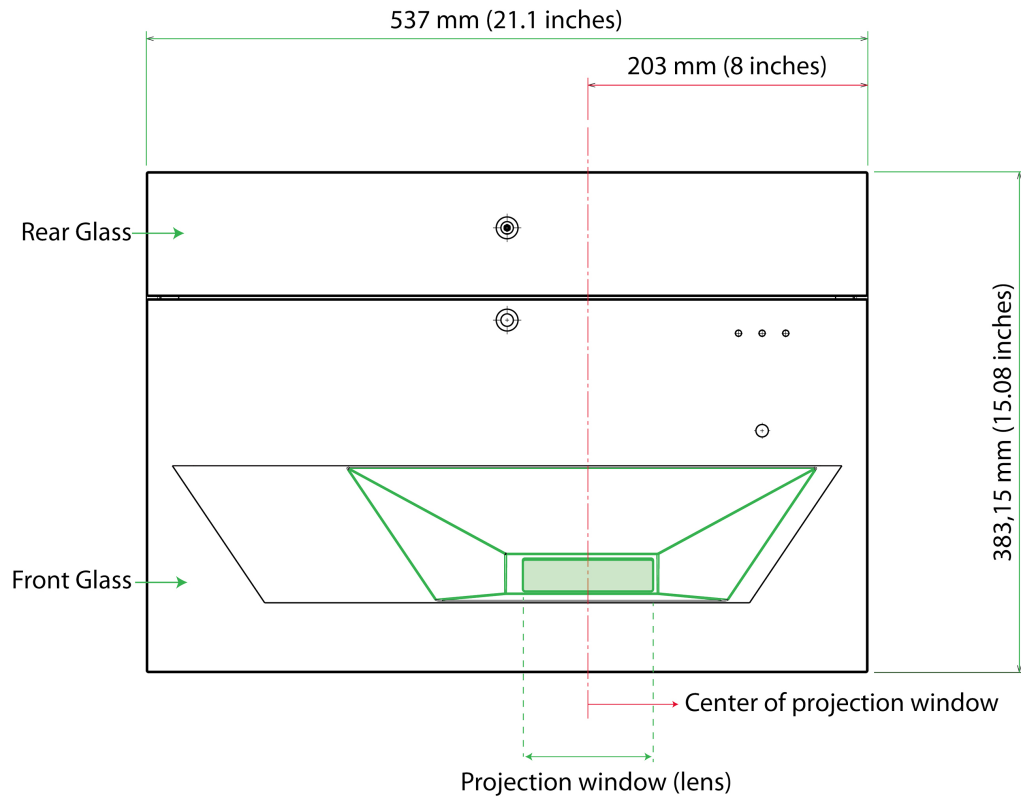 537 mm (21.1 inches)
203 mm (8 inches)
Rear Glass
383,15 mm (15.08 inches)
Front Glass
Center of projection window
Projection window (lens)